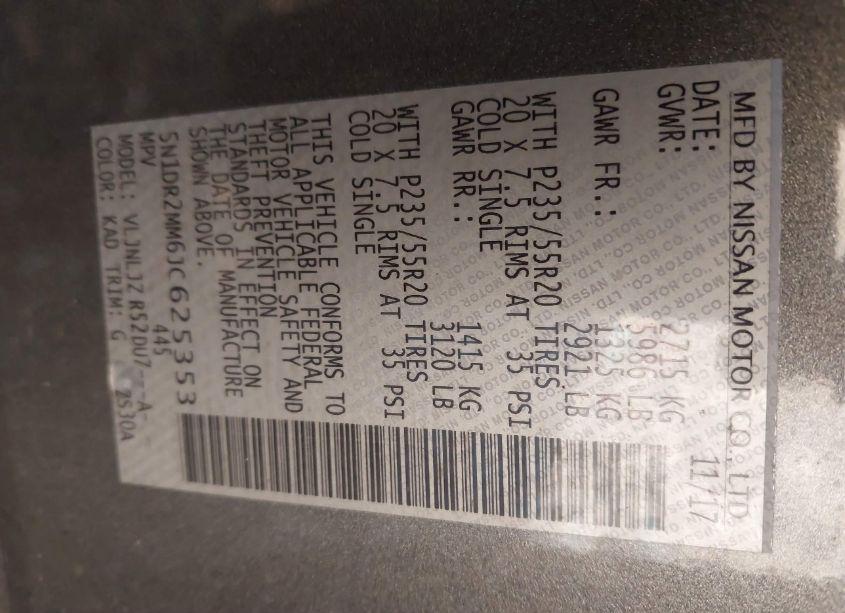 MFD BY NISSAN MOTOR CO., LTD.
DATE: 11/17
GVWR: 2715 KG
5986 LB
GAWR FR.: 1325 KG
2921 LB
WITH P235/55R20 TIRES
20 X 7.5 RIMS AT 35 PSI
COLD SINGLE
GAWR RR.: 1415 KG
3120 LB
WITH P235/55R20 TIRES
20 X 7.5 RIMS AT 35 PSI
COLD SINGLE
THIS VEHICLE CONFORMS TO
ALL APPLICABLE FEDERAL
MOTOR VEHICLE SAFETY AND
THEFT PREVENTION
STANDARDS IN EFFECT ON
THE DATE OF MANUFACTURE
SHOWN ABOVE.
5N1DR2MM6JC625353
MPV 445
MODEL: VLJNLJZ R52DU7---A--
COLOR: KAD TRIM: G 2530A